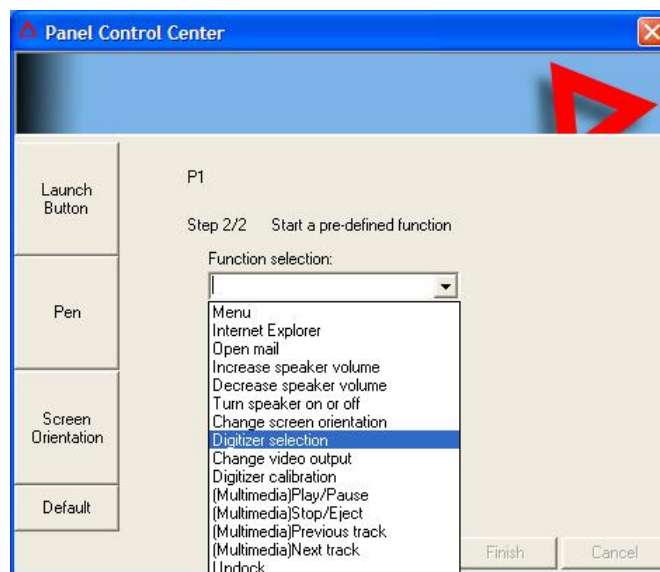 Panel Control Center
Launch
Button
Pen
Screen
Orientation
Default
P1
Step 2/2 Start a pre-defined function
Function selection:
Menu
Internet Explorer
Open mail
Increase speaker volume
Decrease speaker volume
Turn speaker on or off
Change screen orientation
Digitizer selection
Change video output
Digitizer calibration
(Multimedia)Play/Pause
(Multimedia)Stop/Eject
(Multimedia)Previous track
(Multimedia)Next track
Undock
Finish
Cancel